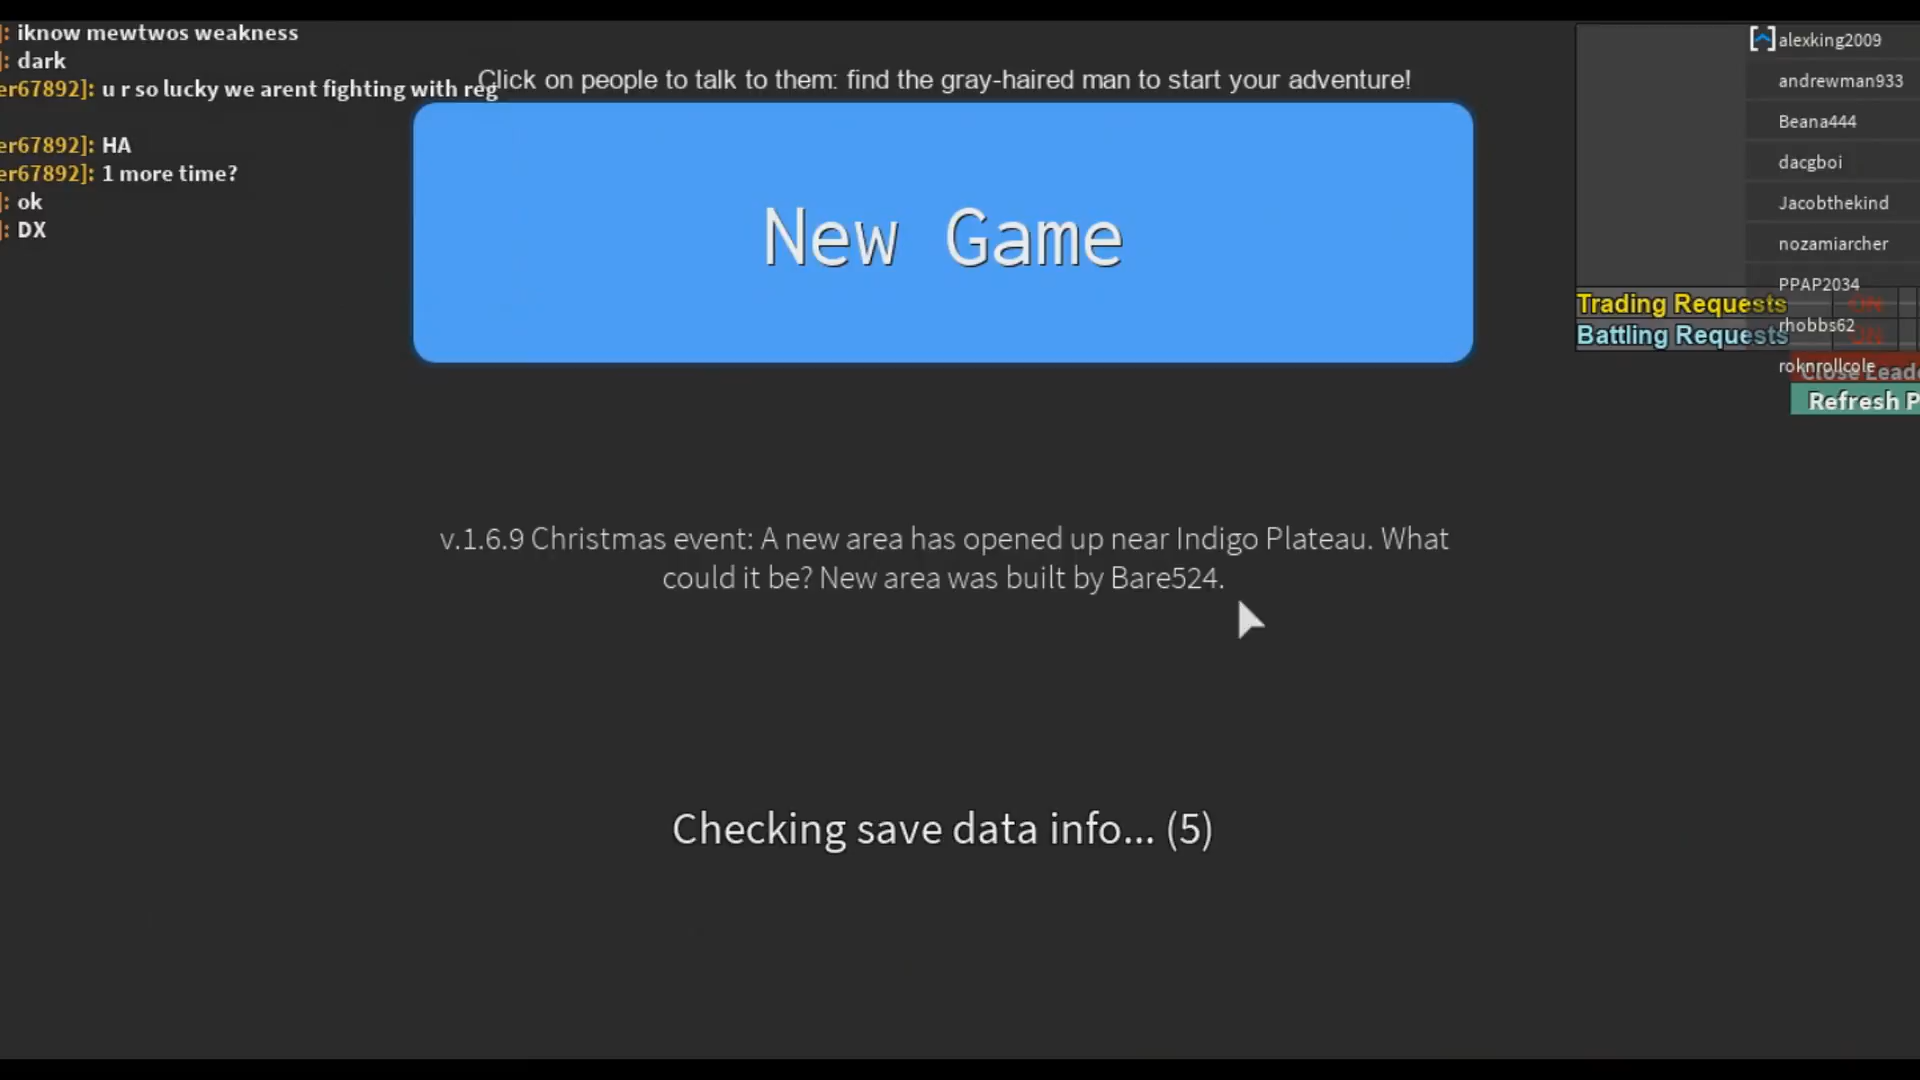 ]: iknow mewtwos weakness
]: dark
er67892]: u r so lucky we arent fighting with reg
er67892]: HA
er67892]: 1 more time?
]: ok
]: DX
Click on people to talk to them: find the gray-haired man to start your adventure!
New Game
v.1.6.9 Christmas event: A new area has opened up near Indigo Plateau. What
could it be? New area was built by Bare524.
Checking save data info... (5)
alexking2009
andrewman933
Beana444
dacgboi
Jacobthekind
nozamiarcher
PPAP2034
Trading Requests ON
rhobbs62
Battling Requests ON
roknrollcole
Close Leade
Refresh P